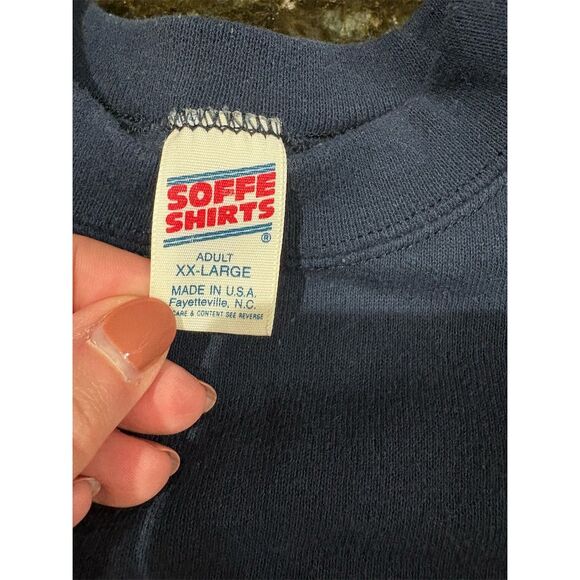 SOFFE
SHIRTS
®
ADULT
XX-LARGE
MADE IN U.S.A.
Fayetteville, N.C.
CARE & CONTENT SEE REVERSE